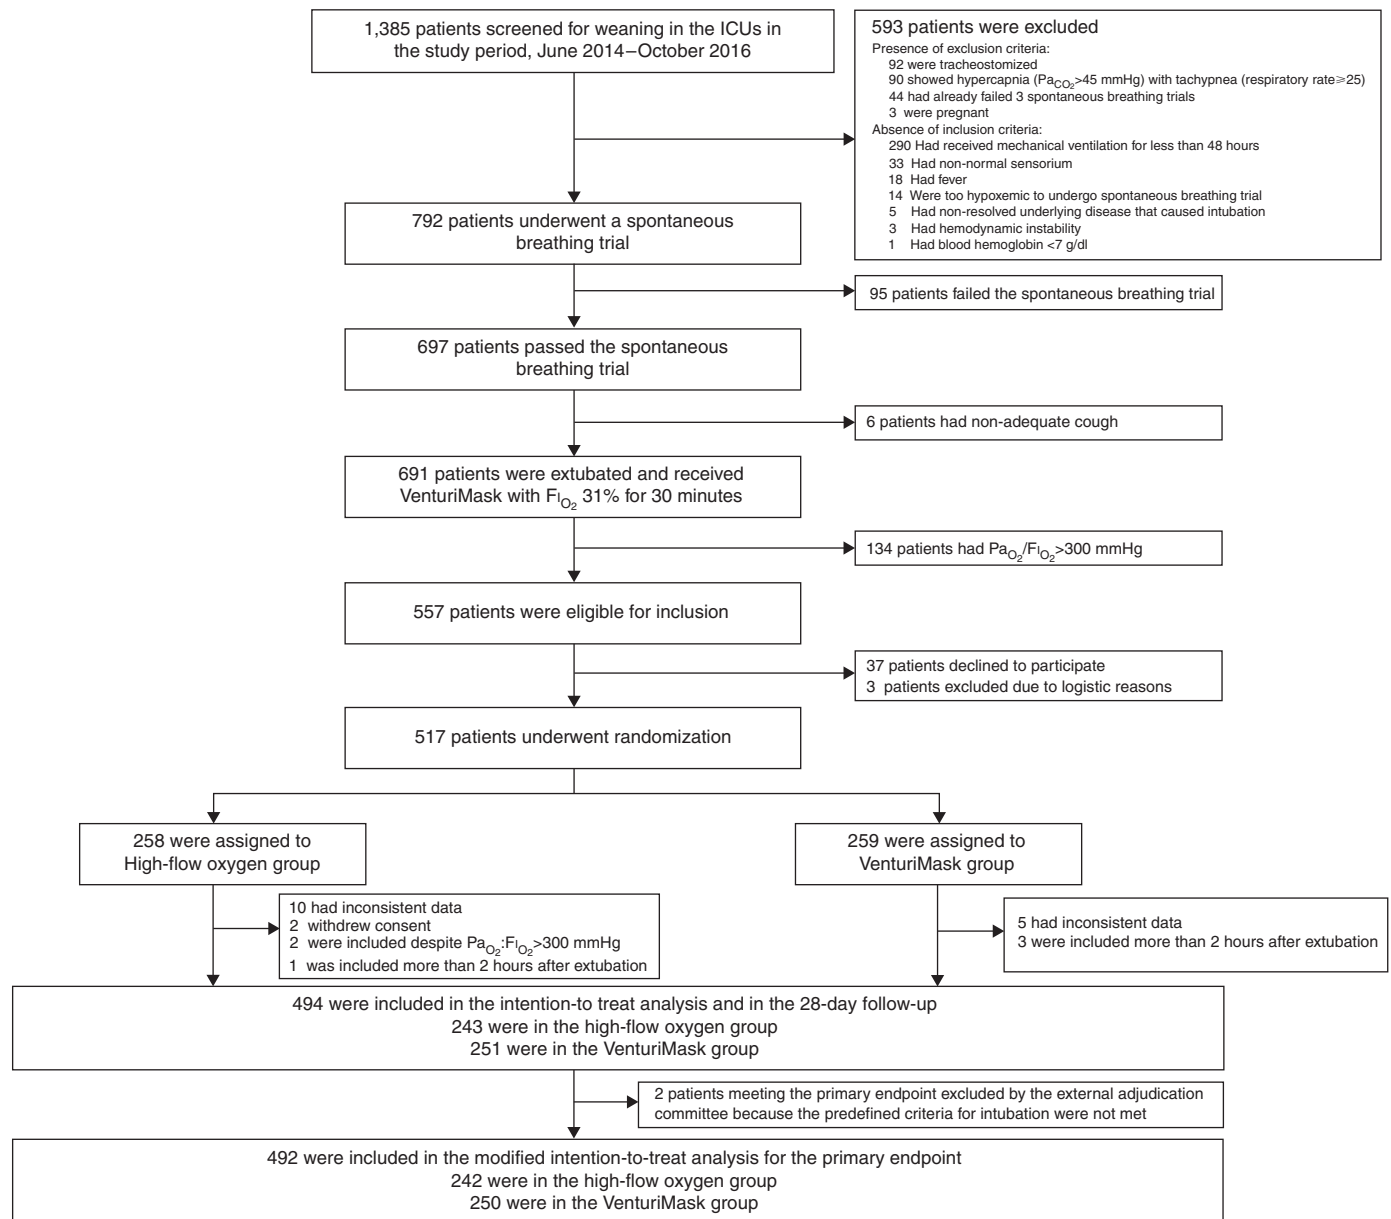 1,385 patients screened for weaning in the ICUs in
the study period, June 2014–October 2016
593 patients were excluded
Presence of exclusion criteria:
92 were tracheostomized
90 showed hypercapnia (PaCO2>45 mmHg) with tachypnea (respiratory rate≥25)
44 had already failed 3 spontaneous breathing trials
3 were pregnant
Absence of inclusion criteria:
290 Had received mechanical ventilation for less than 48 hours
33 Had non-normal sensorium
18 Had fever
14 Were too hypoxemic to undergo spontaneous breathing trial
5 Had non-resolved underlying disease that caused intubation
3 Had hemodynamic instability
1 Had blood hemoglobin <7 g/dl
792 patients underwent a spontaneous
breathing trial
95 patients failed the spontaneous breathing trial
697 patients passed the spontaneous
breathing trial
6 patients had non-adequate cough
691 patients were extubated and received
VenturiMask with FIO2 31% for 30 minutes
134 patients had PaO2/FIO2>300 mmHg
557 patients were eligible for inclusion
37 patients declined to participate
3 patients excluded due to logistic reasons
517 patients underwent randomization
258 were assigned to
High-flow oxygen group
259 were assigned to
VenturiMask group
10 had inconsistent data
2 withdrew consent
2 were included despite PaO2:FIO2>300 mmHg
1 was included more than 2 hours after extubation
5 had inconsistent data
3 were included more than 2 hours after extubation
494 were included in the intention-to treat analysis and in the 28-day follow-up
243 were in the high-flow oxygen group
251 were in the VenturiMask group
2 patients meeting the primary endpoint excluded by the external adjudication
committee because the predefined criteria for intubation were not met
492 were included in the modified intention-to-treat analysis for the primary endpoint
242 were in the high-flow oxygen group
250 were in the VenturiMask group